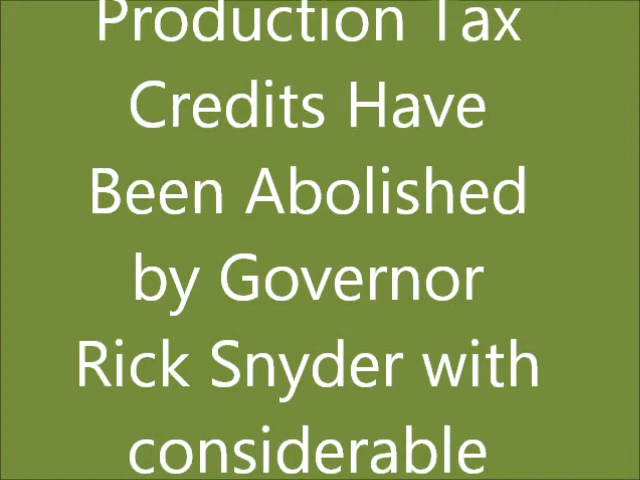 Production Tax
Credits Have
Been Abolished
by Governor
Rick Snyder with
considerable